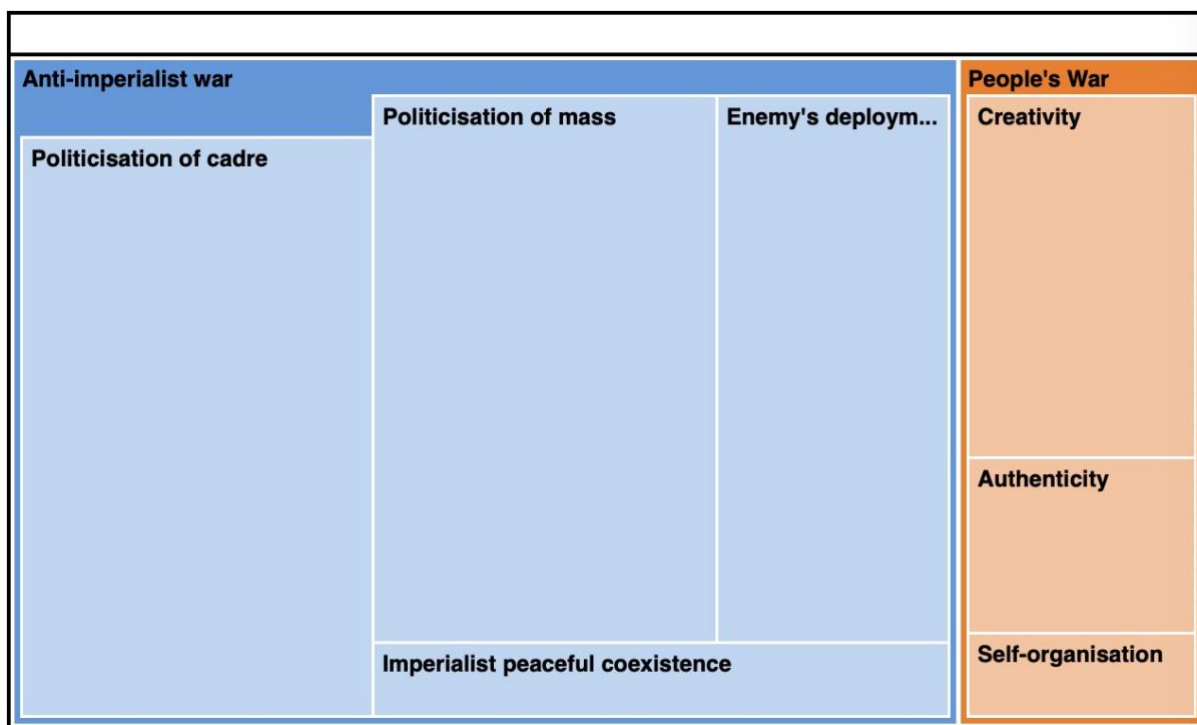 Anti-imperialist war
Politicisation of cadre
Politicisation of mass
Enemy's deploym...
Imperialist peaceful coexistence
People's War
Creativity
Authenticity
Self-organisation